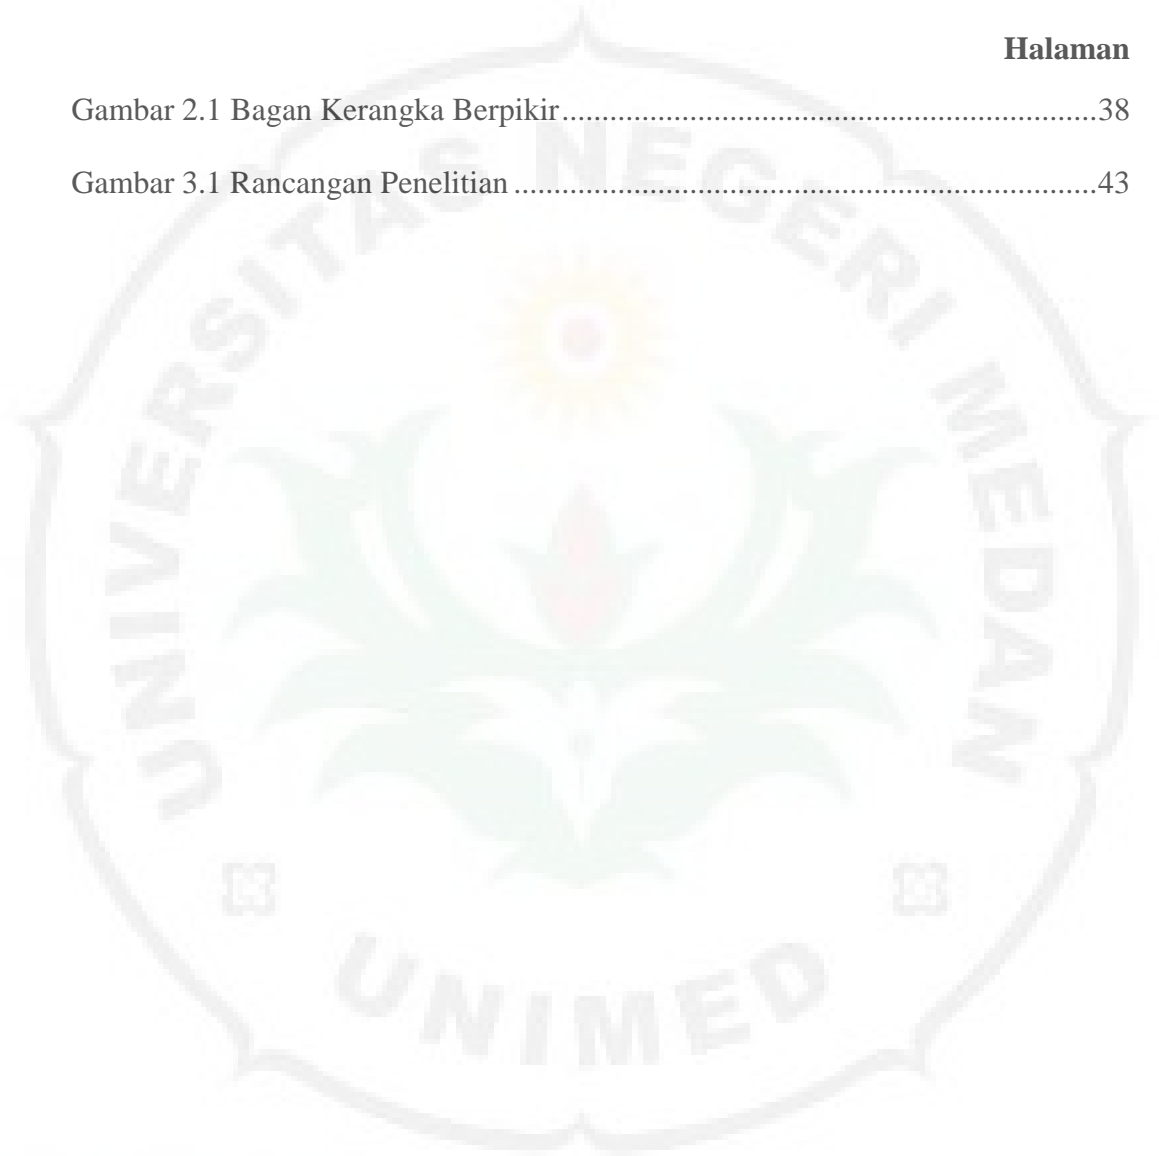 Halaman
Gambar 2.1 Bagan Kerangka Berpikir.............................................................38
Gambar 3.1 Rancangan Penelitian ..................................................................43
UNIVERSITAS NEGERI MEDAN
UNIMED